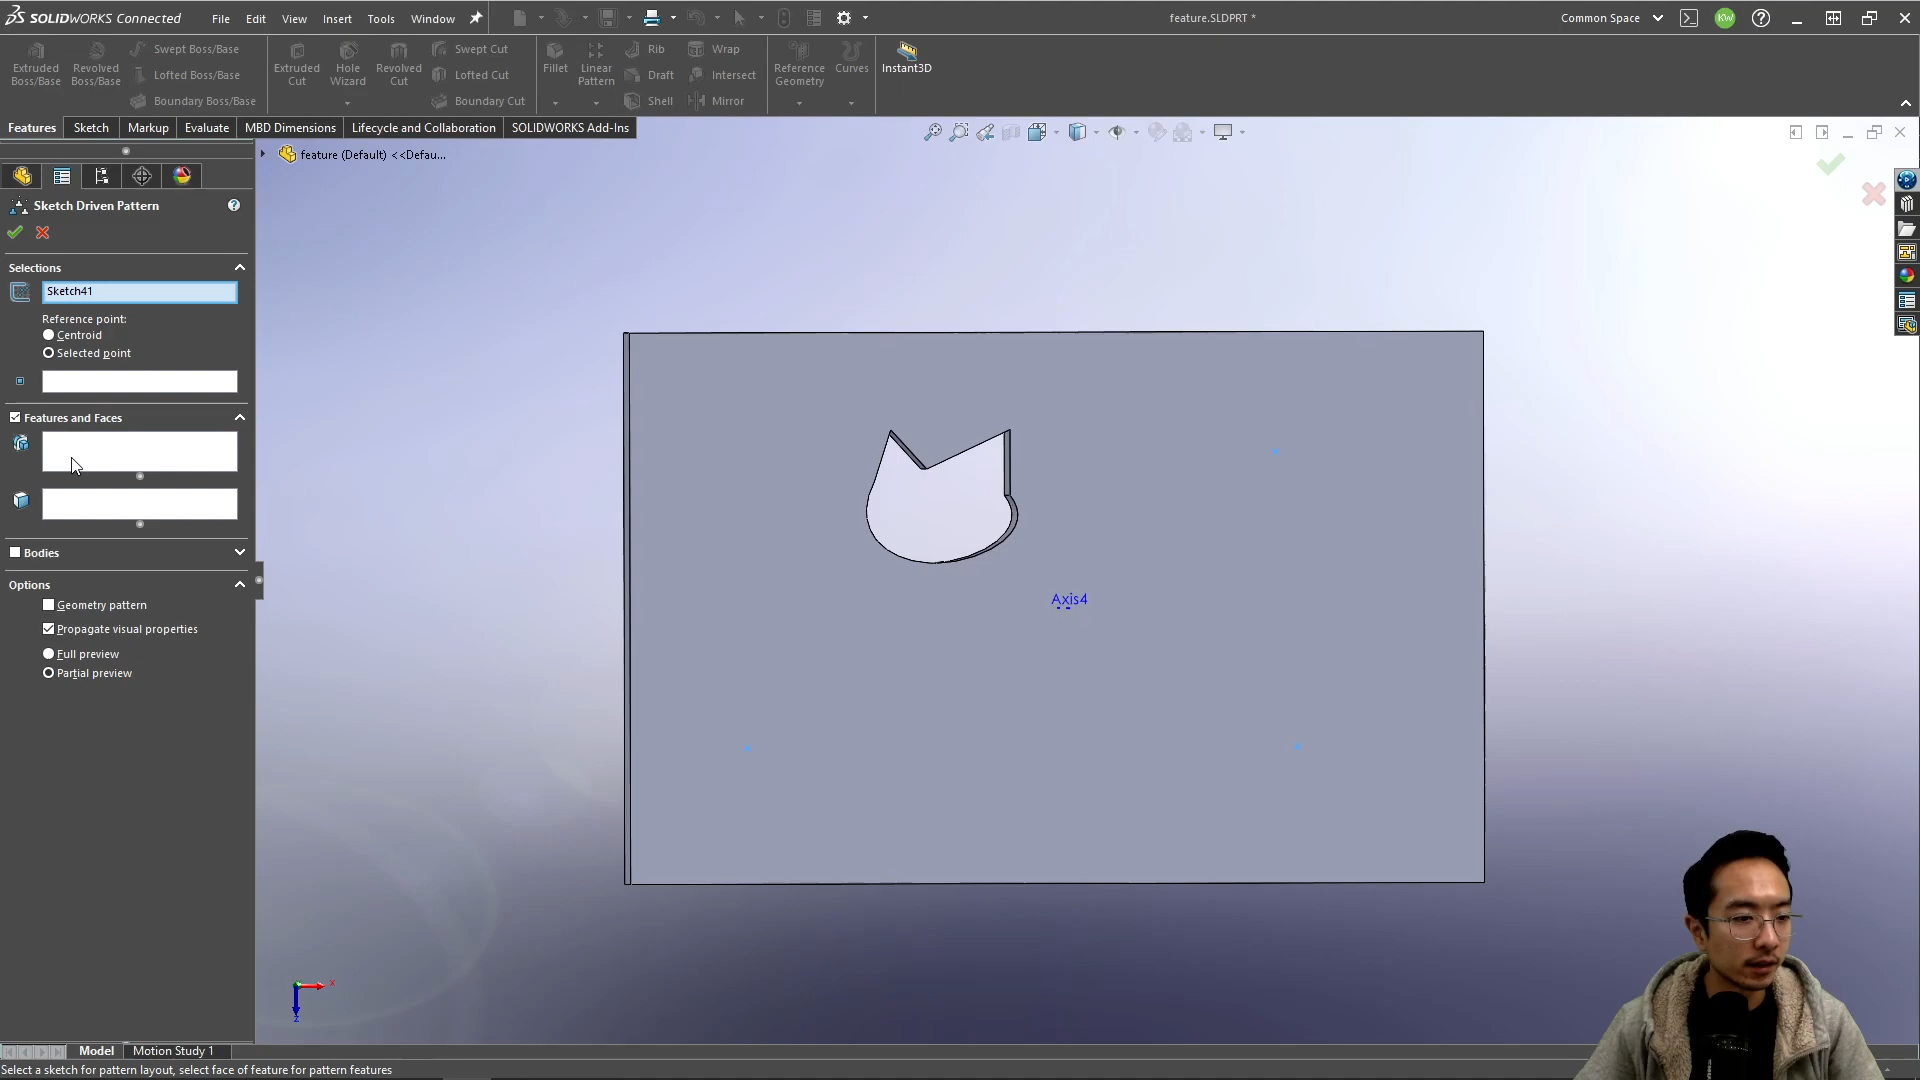 SOLIDWORKS Connected
File Edit View Insert Tools Window
feature.SLDPRT *
Common Space
KW
Extruded Boss/Base
Revolved Boss/Base
Swept Boss/Base
Lofted Boss/Base
Boundary Boss/Base
Extruded Cut
Hole Wizard
Revolved Cut
Swept Cut
Lofted Cut
Boundary Cut
Fillet
Linear Pattern
Rib
Draft
Shell
Wrap
Intersect
Mirror
Reference Geometry
Curves
Instant3D
Features Sketch Markup Evaluate MBD Dimensions Lifecycle and Collaboration SOLIDWORKS Add-Ins
feature (Default) <<Defau...
Sketch Driven Pattern
Selections
Sketch41
Reference point:
Centroid
Selected point
Features and Faces
Bodies
Options
Geometry pattern
Propagate visual properties
Full preview
Partial preview
Axis4
x
z
Model Motion Study 1
Select a sketch for pattern layout, select face of feature for pattern features